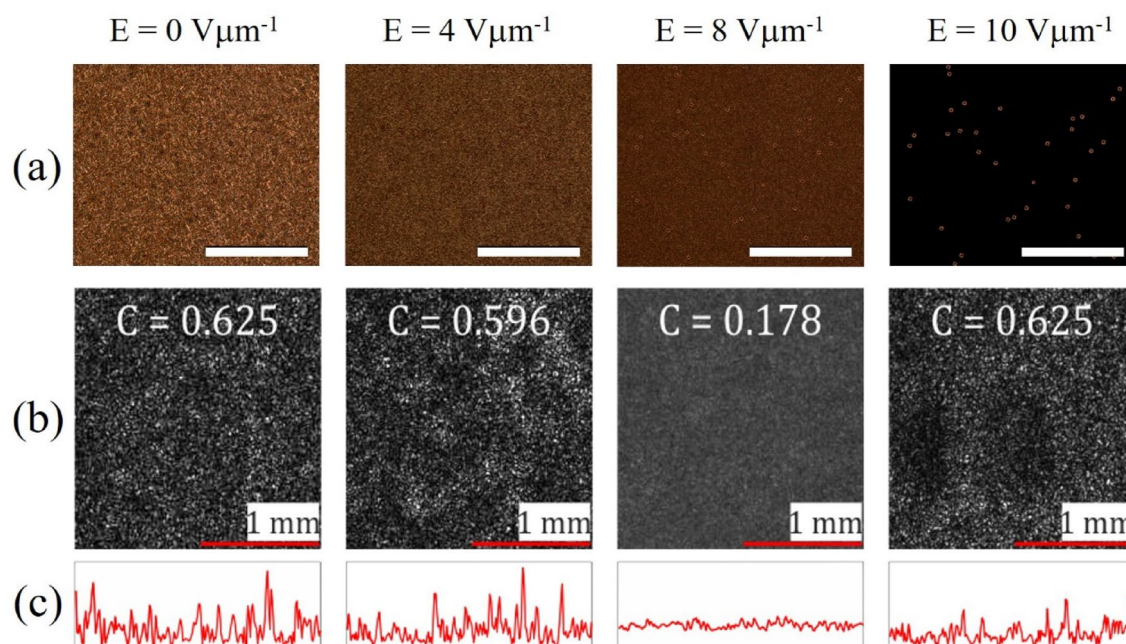 E = 0 Vμm⁻¹
E = 4 Vμm⁻¹
E = 8 Vμm⁻¹
E = 10 Vμm⁻¹
(a)
(b)
C = 0.625
C = 0.596
C = 0.178
C = 0.625
1 mm
1 mm
1 mm
1 mm
(c)